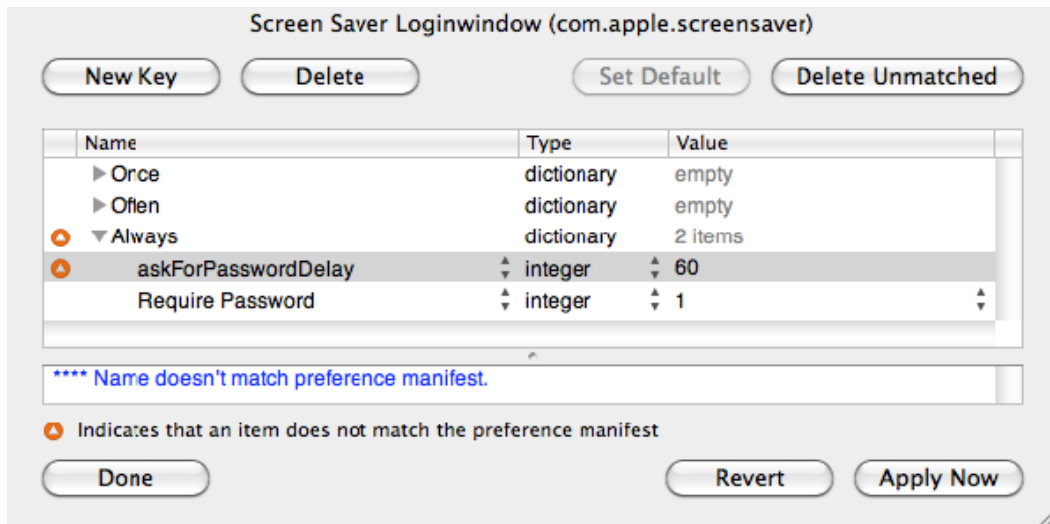 Screen Saver Loginwindow (com.apple.screensaver)
New Key Delete Set Default Delete Unmatched
Name Type Value
Once dictionary empty
Often dictionary empty
Always dictionary 2 items
askForPasswordDelay integer 60
Require Password integer 1
**** Name doesn't match preference manifest.
Indicates that an item does not match the preference manifest
Done Revert Apply Now